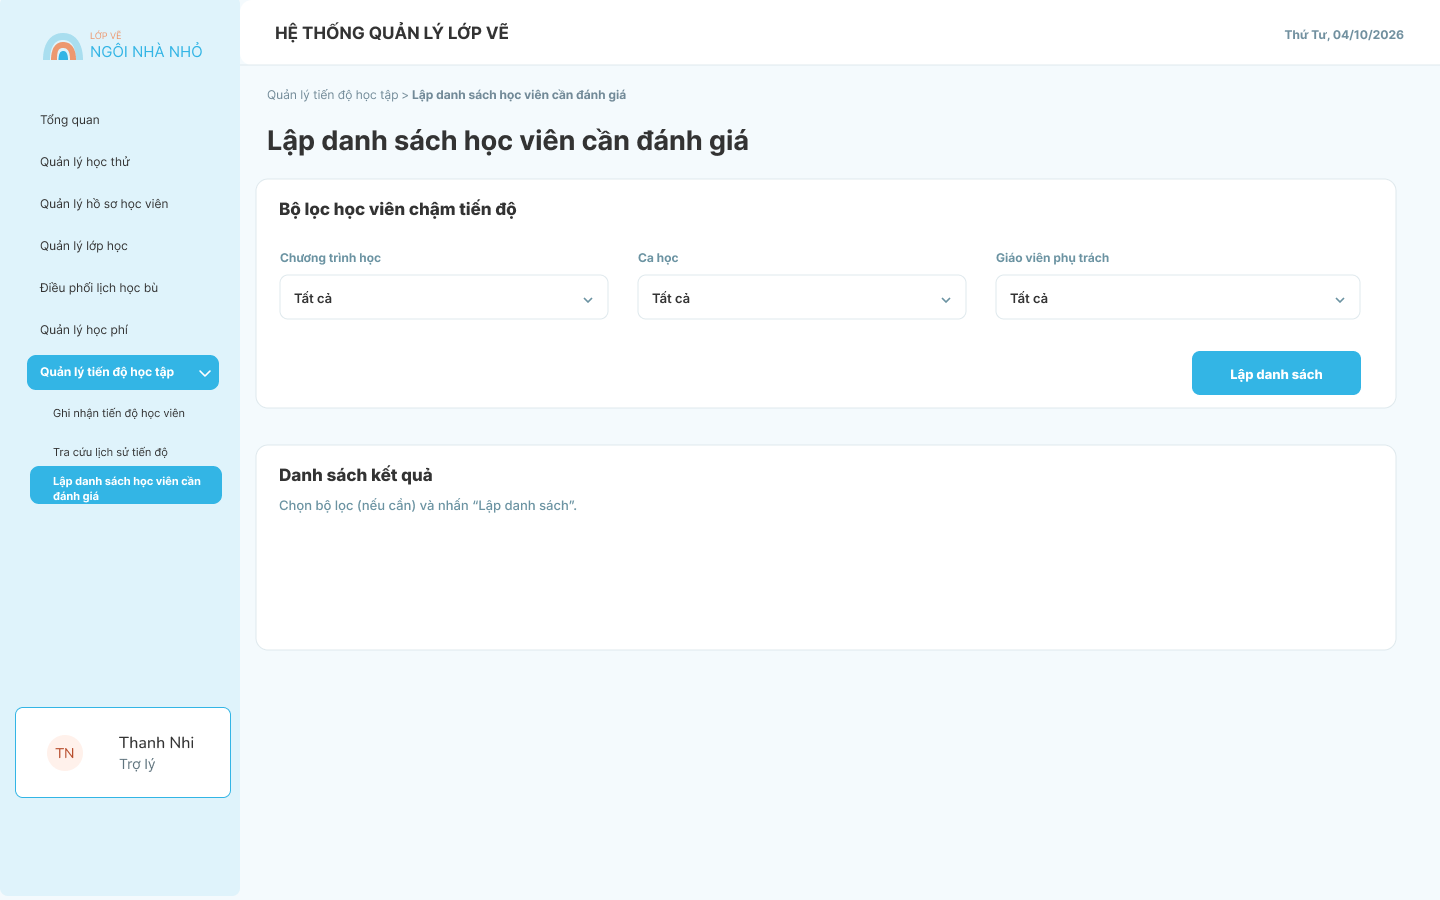 LỚP VẼ
NGÔI NHÀ NHỎ
Tổng quan
Quản lý học thử
Quản lý hồ sơ học viên
Quản lý lớp học
Điều phối lịch học bù
Quản lý học phí
Quản lý tiến độ học tập
Ghi nhận tiến độ học viên
Tra cứu lịch sử tiến độ
Lập danh sách học viên cần
đánh giá
TN
Thanh Nhi
Trợ lý
HỆ THỐNG QUẢN LÝ LỚP VẼ
Thứ Tư, 04/10/2026
Quản lý tiến độ học tập > Lập danh sách học viên cần đánh giá
Lập danh sách học viên cần đánh giá
Bộ lọc học viên chậm tiến độ
Chương trình học
Ca học
Giáo viên phụ trách
Tất cả
Tất cả
Tất cả
Lập danh sách
Danh sách kết quả
Chọn bộ lọc (nếu cần) và nhấn “Lập danh sách”.